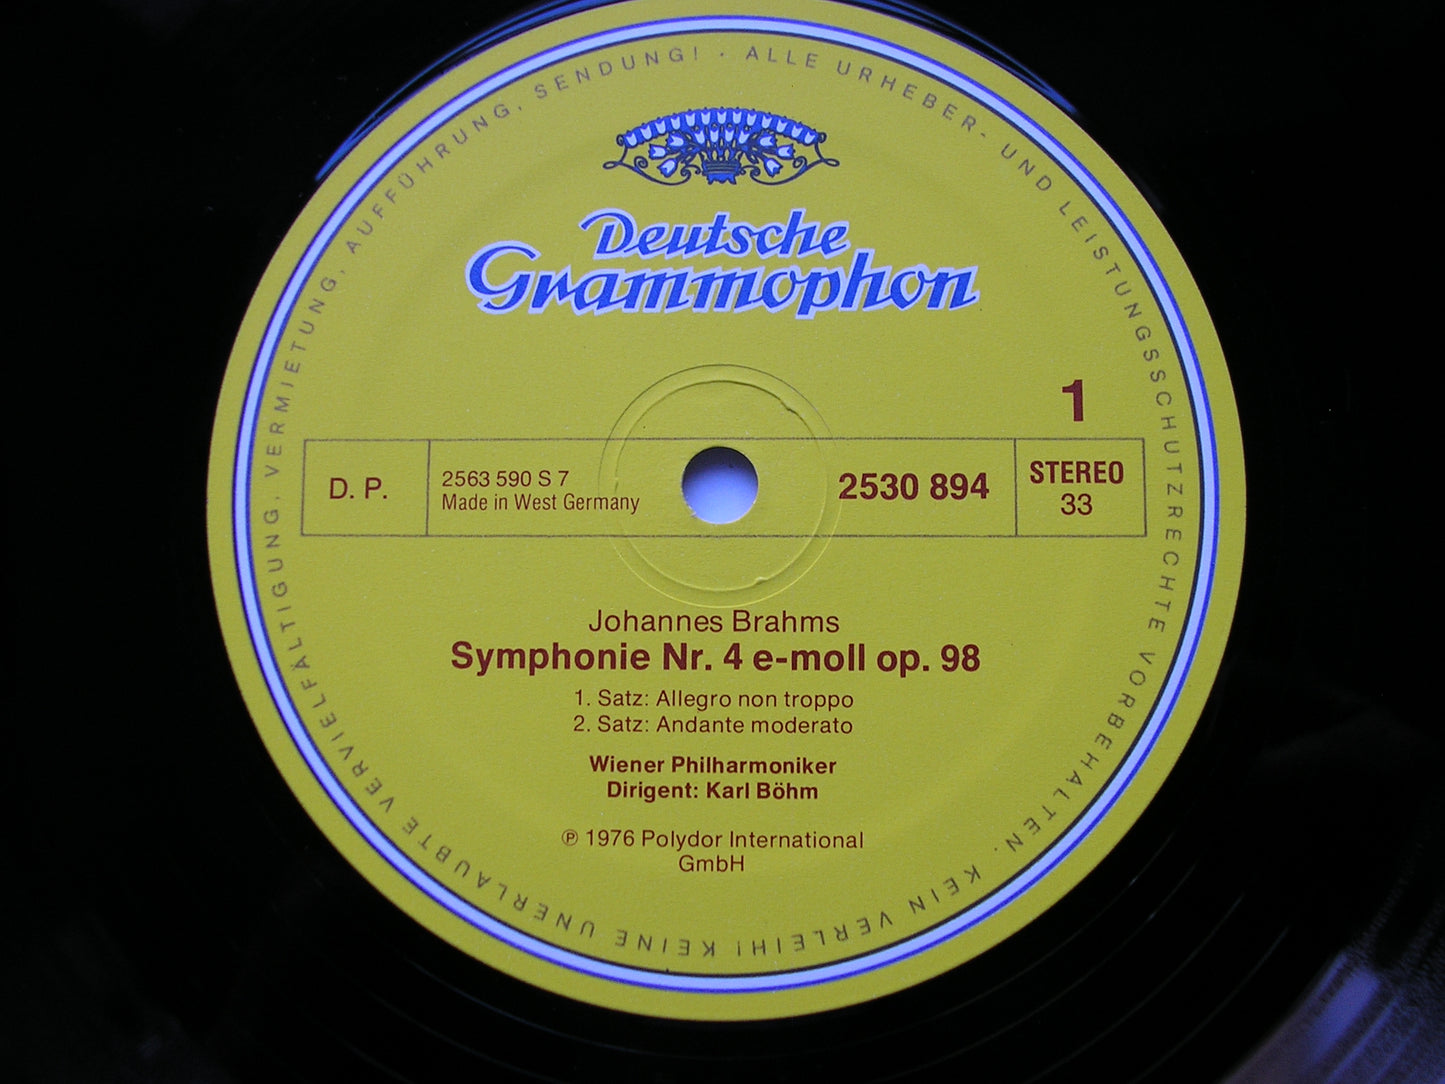 ALLE URHEBER- UND LEISTUNGSSCHUTZRECHTE VORBEHALTEN. KEIN VERLEIH! KEINE UNERLAUBTE VERVIELFÄLTIGUNG, VERMIETUNG, AUFFÜHRUNG, SENDUNG! ·
Deutsche
Grammophon
1
D. P.
2563 590 S 7
Made in West Germany
2530 894
STEREO
33
Johannes Brahms
Symphonie Nr. 4 e-moll op. 98
1. Satz: Allegro non troppo
2. Satz: Andante moderato
Wiener Philharmoniker
Dirigent: Karl Böhm
℗ 1976 Polydor International
GmbH